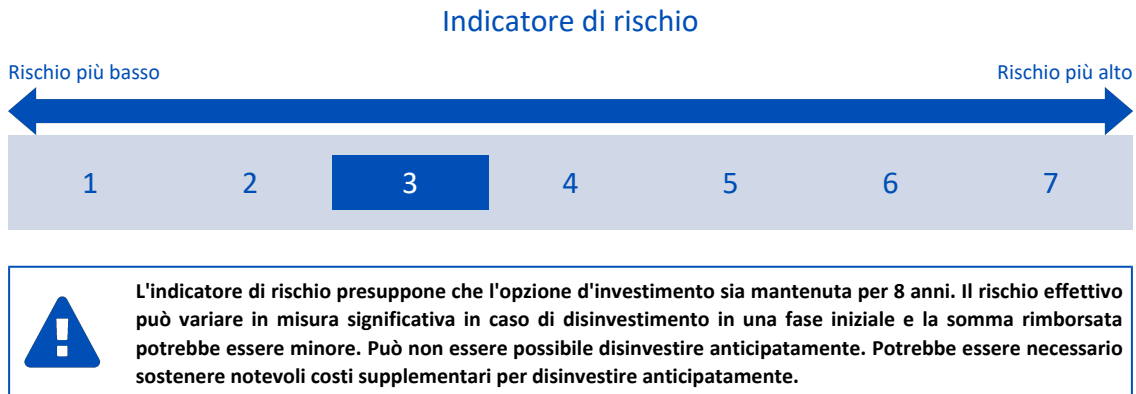 Indicatore di rischio
Rischio più basso
Rischio più alto
1 2 3 4 5 6 7
L'indicatore di rischio presuppone che l'opzione d'investimento sia mantenuta per 8 anni. Il rischio effettivo
può variare in misura significativa in caso di disinvestimento in una fase iniziale e la somma rimborsata
potrebbe essere minore. Può non essere possibile disinvestire anticipatamente. Potrebbe essere necessario
sostenere notevoli costi supplementari per disinvestire anticipatamente.